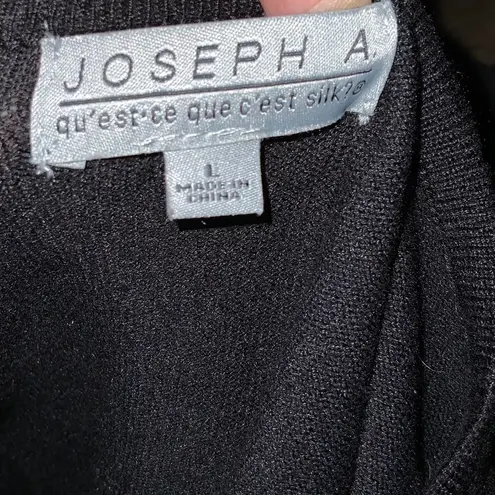 JOSEPH A.
qu'est-ce que c'est silk?®
L
MADE IN
CHINA